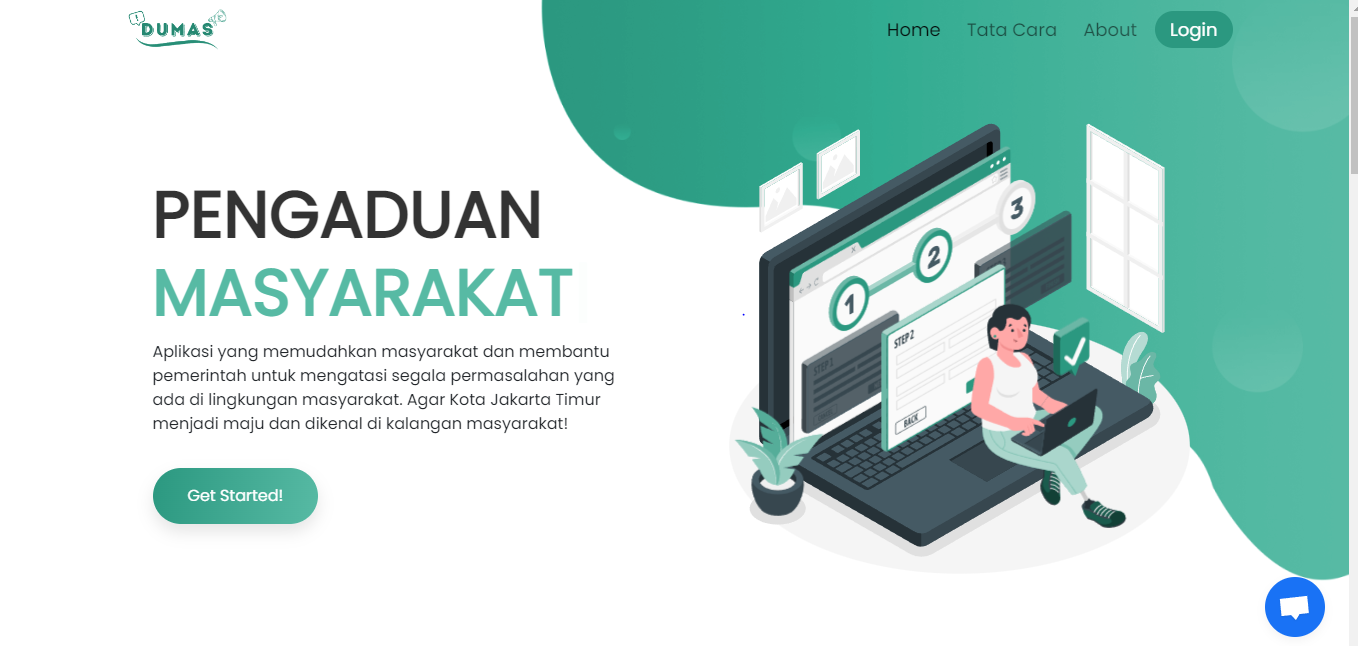 DUMAS
Home Tata Cara About Login
PENGADUAN
MASYARAKAT
Aplikasi yang memudahkan masyarakat dan membantu
pemerintah untuk mengatasi segala permasalahan yang
ada di lingkungan masyarakat. Agar Kota Jakarta Timur
menjadi maju dan dikenal di kalangan masyarakat!
Get Started!
1
2
3
STEP 1
STEP 2
BACK